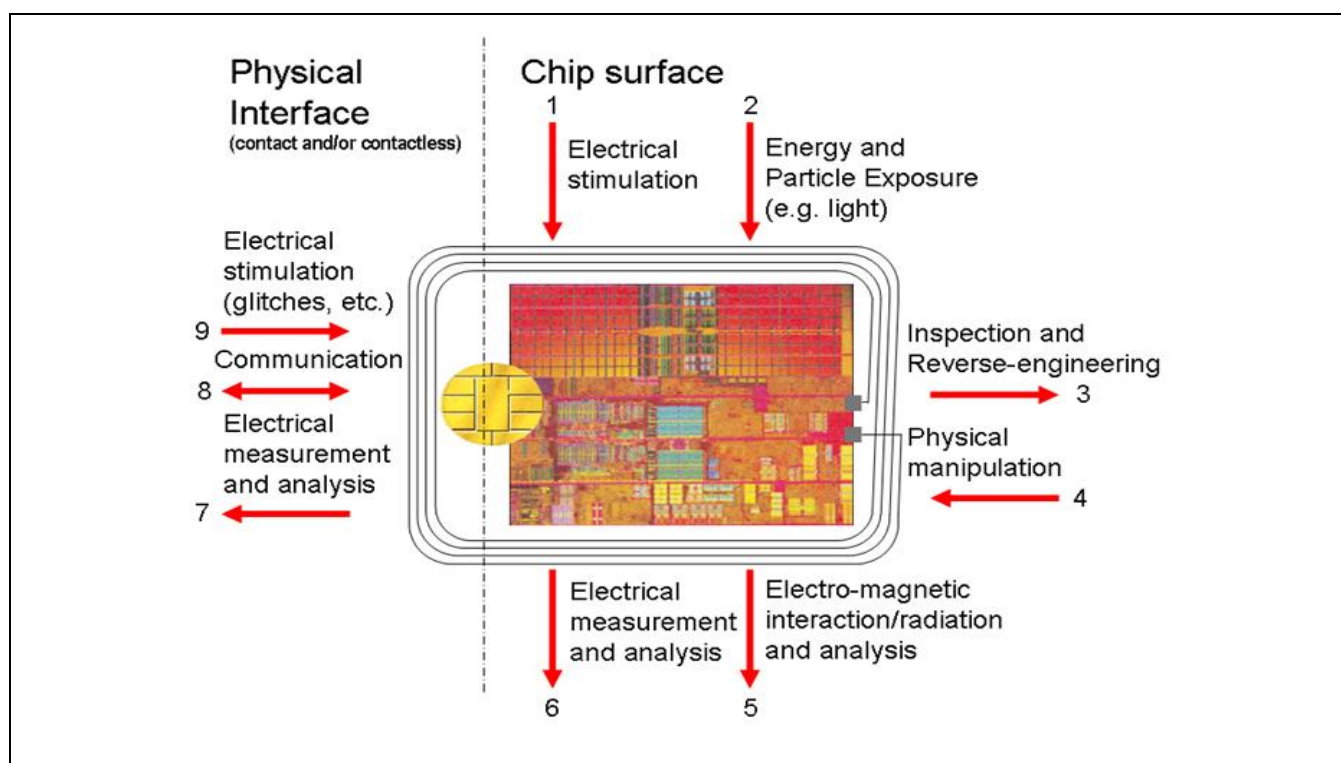 Physical
Interface
(contact and/or contactless)
Chip surface
1
2
Electrical
stimulation
Energy and
Particle Exposure
(e.g. light)
Electrical
stimulation
(glitches, etc.)
9
Communication
8
Electrical
measurement
and analysis
7
Inspection and
Reverse-engineering
3
Physical
manipulation
4
Electrical
measurement
and analysis
6
Electro-magnetic
interaction/radiation
and analysis
5